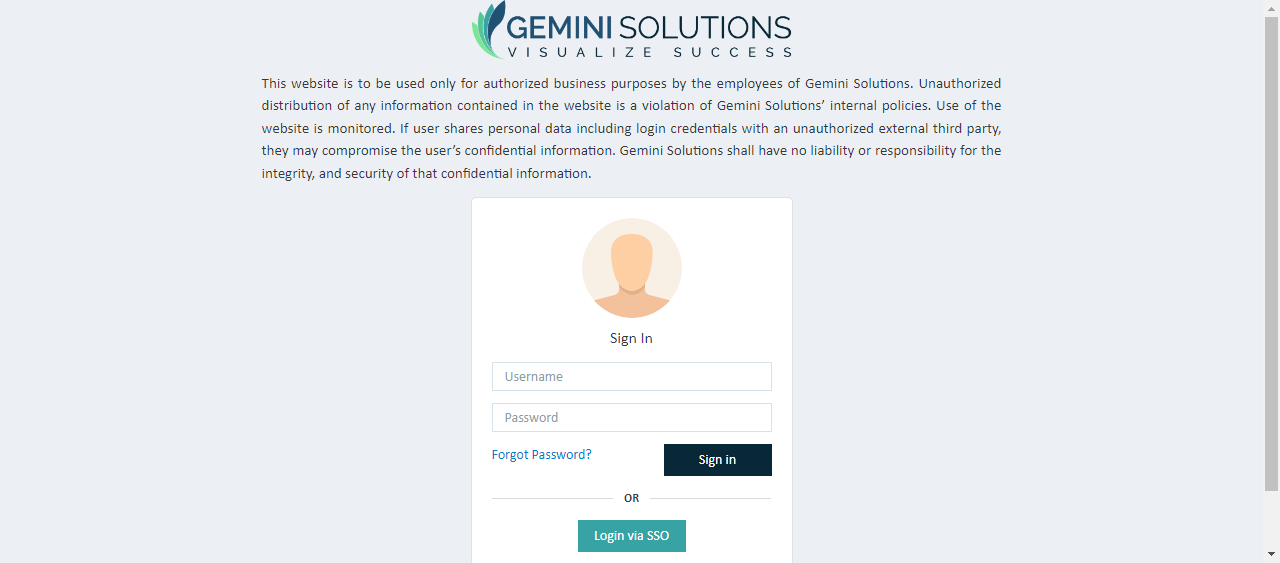 GEMINI SOLUTIONS
VISUALIZE SUCCESS
This website is to be used only for authorized business purposes by the employees of Gemini Solutions. Unauthorized
distribution of any information contained in the website is a violation of Gemini Solutions’ internal policies. Use of the
website is monitored. If user shares personal data including login credentials with an unauthorized external third party,
they may compromise the user’s confidential information. Gemini Solutions shall have no liability or responsibility for the
integrity, and security of that confidential information.
Sign In
Username
Password
Forgot Password? Sign in
OR
Login via SSO